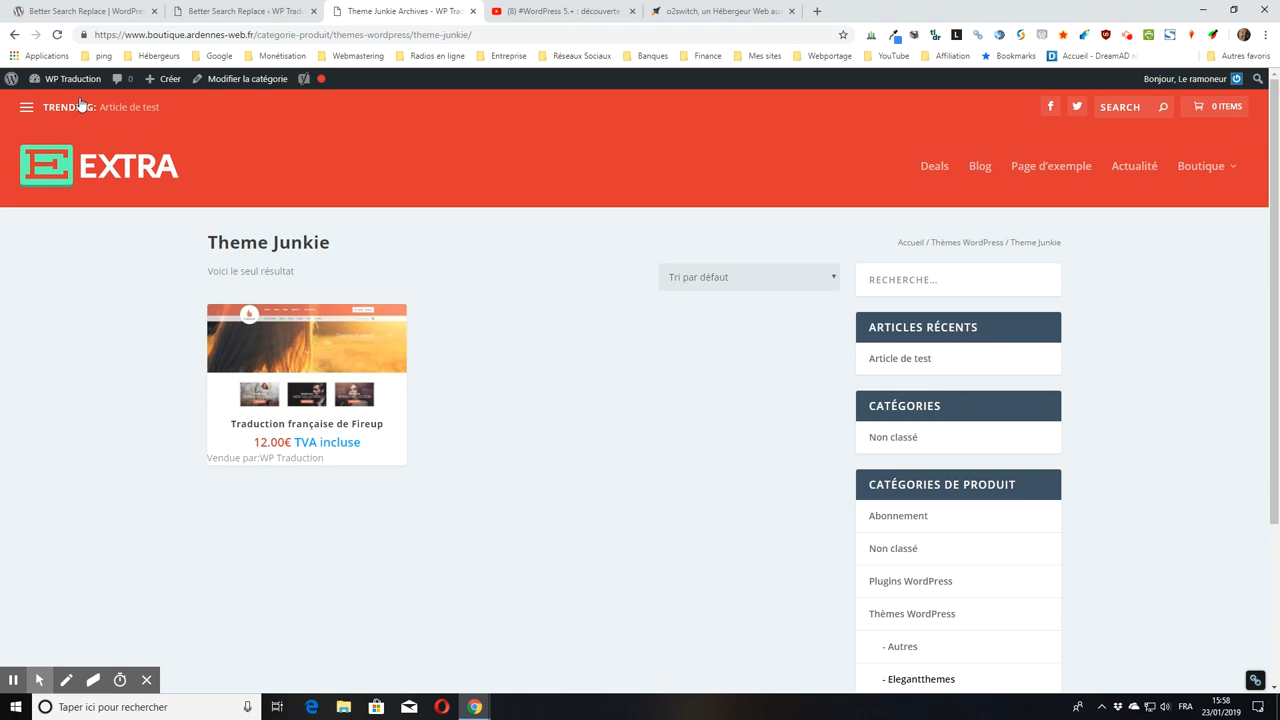 Better Search Replace | WordPre
Better Search Replace ‹ WP Tradu
Theme Junkie Archives - WP Trad
(8) #WordPress 5.+ : découverte
o2switch, un Hébergeur Web au
https://www.boutique.ardennes-web.fr/categorie-produit/themes-wordpress/theme-junkie/
Applications ping Hébergeurs Google Monétisation Webmastering Radios en ligne Entreprise Réseaux Sociaux Banques Finance Mes sites Webportage YouTube Affiliation Bookmarks Accueil - DreamAD r Autres favoris
WP Traduction 0 Créer Modifier la catégorie Bonjour, Le ramoneur
Article de test
SEARCH 0 ITEMS
EXTRA
Deals Blog Page d'exemple Actualité Boutique
Theme Junkie
Accueil / Thèmes WordPress / Theme Junkie
Voici le seul résultat
Tri par défaut
RECHERCHE…
ARTICLES RÉCENTS
Article de test
CATÉGORIES
Non classé
Traduction française de Fireup
12.00€ TVA incluse
Vendue par:WP Traduction
CATÉGORIES DE PRODUIT
Abonnement
Non classé
Plugins WordPress
Thèmes WordPress
- Autres
- Elegantthemes
Taper ici pour rechercher
FRA
15:58
23/01/2019